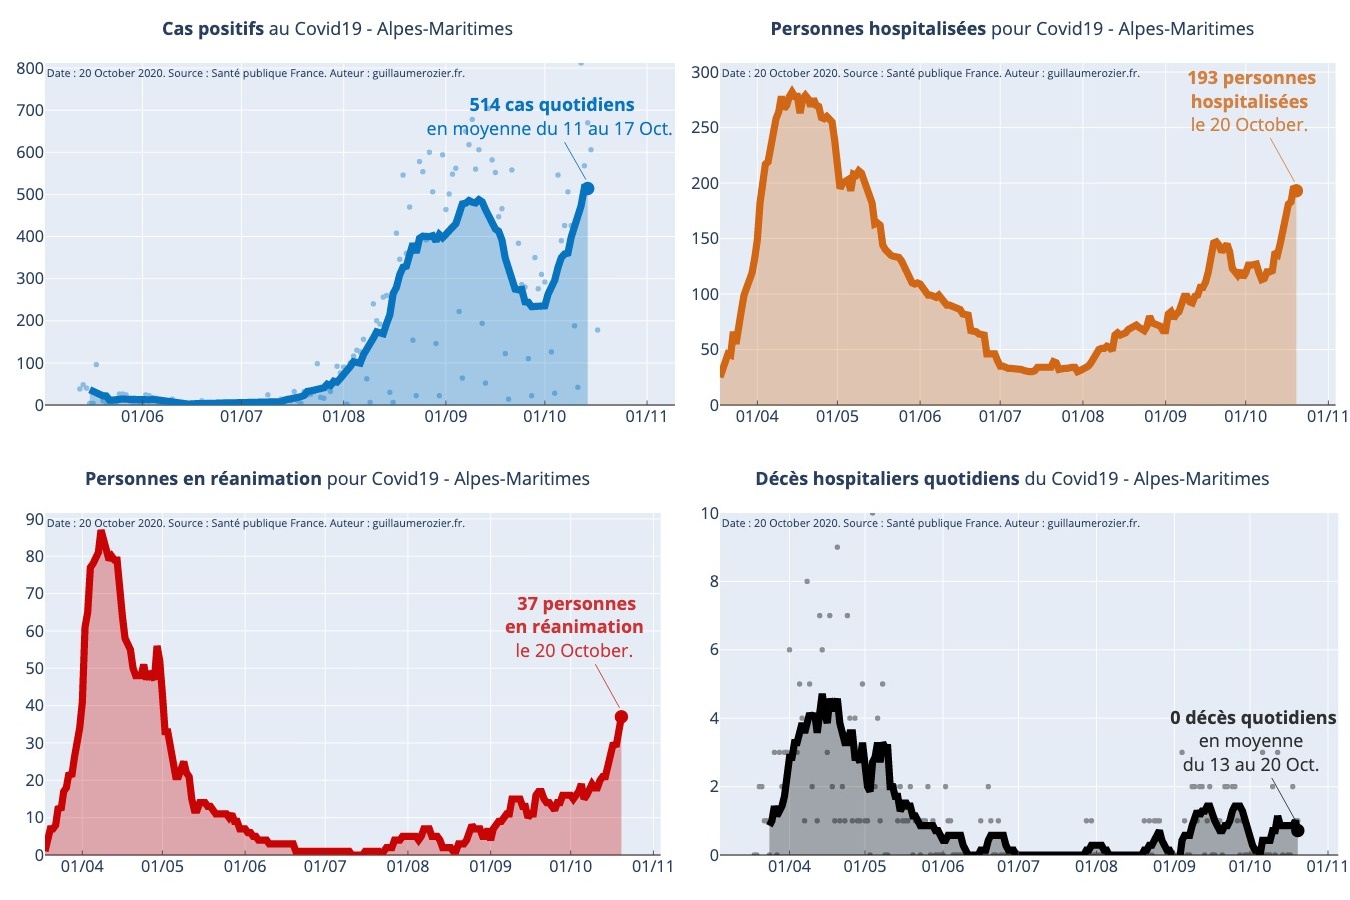 Cas positifs au Covid19 - Alpes-Maritimes
Date : 20 October 2020. Source : Santé publique France. Auteur : guillaumerozier.fr.
514 cas quotidiens
en moyenne du 11 au 17 Oct.
800
700
600
500
400
300
200
100
0
01/06 01/07 01/08 01/09 01/10 01/11
Personnes hospitalisées pour Covid19 - Alpes-Maritimes
Date : 20 October 2020. Source : Santé publique France. Auteur : guillaumerozier.fr.
193 personnes
hospitalisées
le 20 October.
300
250
200
150
100
50
0
01/04 01/05 01/06 01/07 01/08 01/09 01/10 01/11
Personnes en réanimation pour Covid19 - Alpes-Maritimes
Date : 20 October 2020. Source : Santé publique France. Auteur : guillaumerozier.fr.
37 personnes
en réanimation
le 20 October.
90
80
70
60
50
40
30
20
10
0
01/04 01/05 01/06 01/07 01/08 01/09 01/10 01/11
Décès hospitaliers quotidiens du Covid19 - Alpes-Maritimes
Date : 20 October 2020. Source : Santé publique France. Auteur : guillaumerozier.fr.
0 décès quotidiens
en moyenne
du 13 au 20 Oct.
10
8
6
4
2
0
01/04 01/05 01/06 01/07 01/08 01/09 01/10 01/11